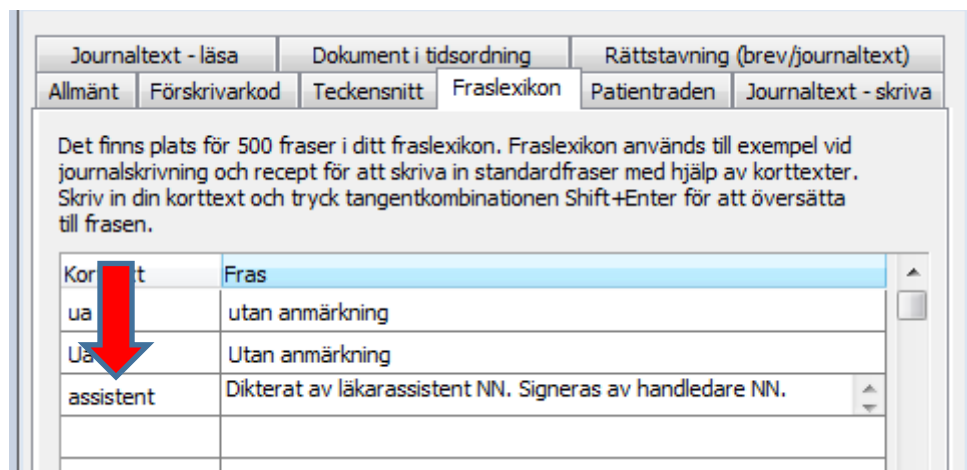 Journaltext - läsa Dokument i tidsordning Rättstavning (brev/journaltext)
Allmänt Förskrivarkod Teckensnitt Fraslexikon Patientraden Journaltext - skriva
Det finns plats för 500 fraser i ditt fraslexikon. Fraslexikon används till exempel vid
journalskrivning och recept för att skriva in standardfraser med hjälp av korttexter.
Skriv in din korttext och tryck tangentkombinationen Shift+Enter för att översätta
till frasen.
Fras
ua utan anmärkning
Ua Utan anmärkning
assistent Dikterat av läkarassistent NN. Signeras av handledare NN.